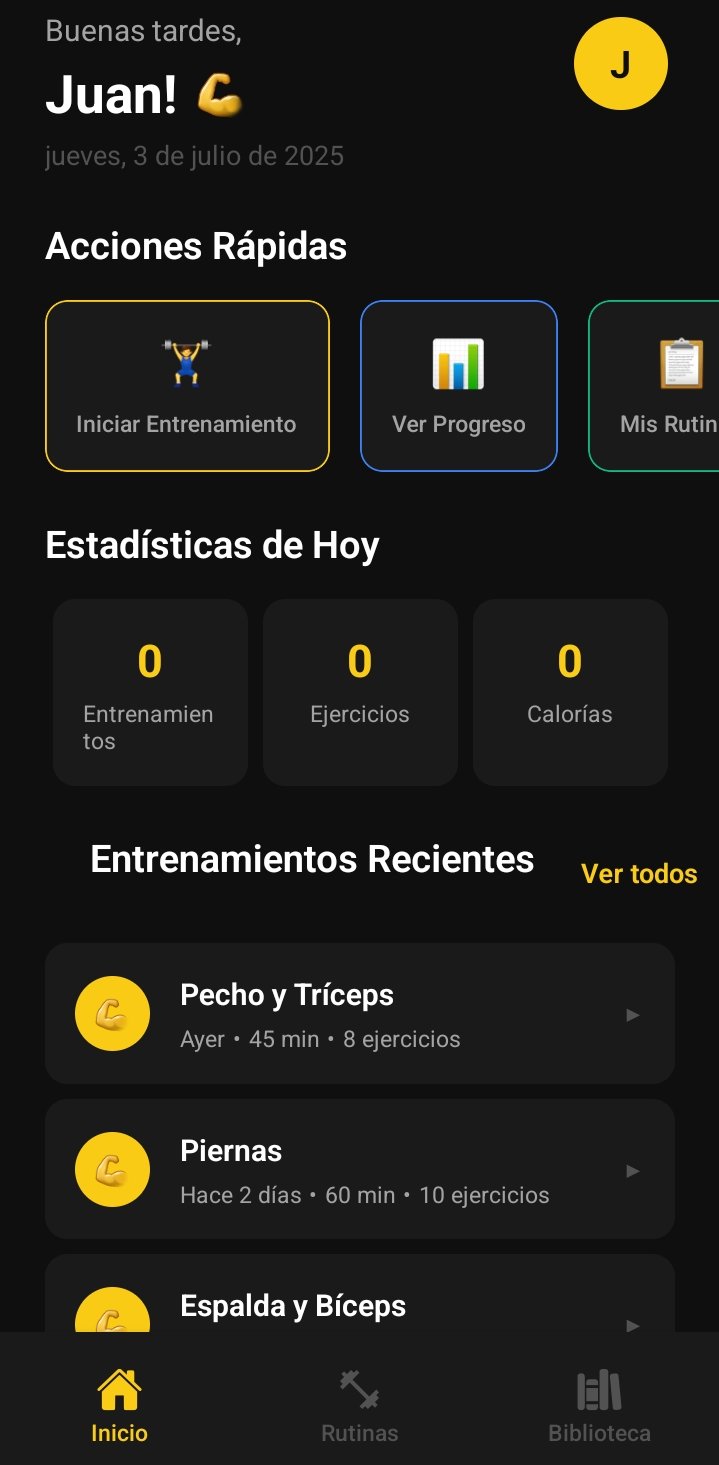 Buenas tardes,
Juan! 💪
J
jueves, 3 de julio de 2025
Acciones Rápidas
Iniciar Entrenamiento
Ver Progreso
Mis Rutin
Estadísticas de Hoy
0
Entrenamien
tos
0
Ejercicios
0
Calorías
Entrenamientos Recientes
Ver todos
Pecho y Tríceps
Ayer • 45 min • 8 ejercicios
Piernas
Hace 2 días • 60 min • 10 ejercicios
Espalda y Bíceps
Inicio
Rutinas
Biblioteca